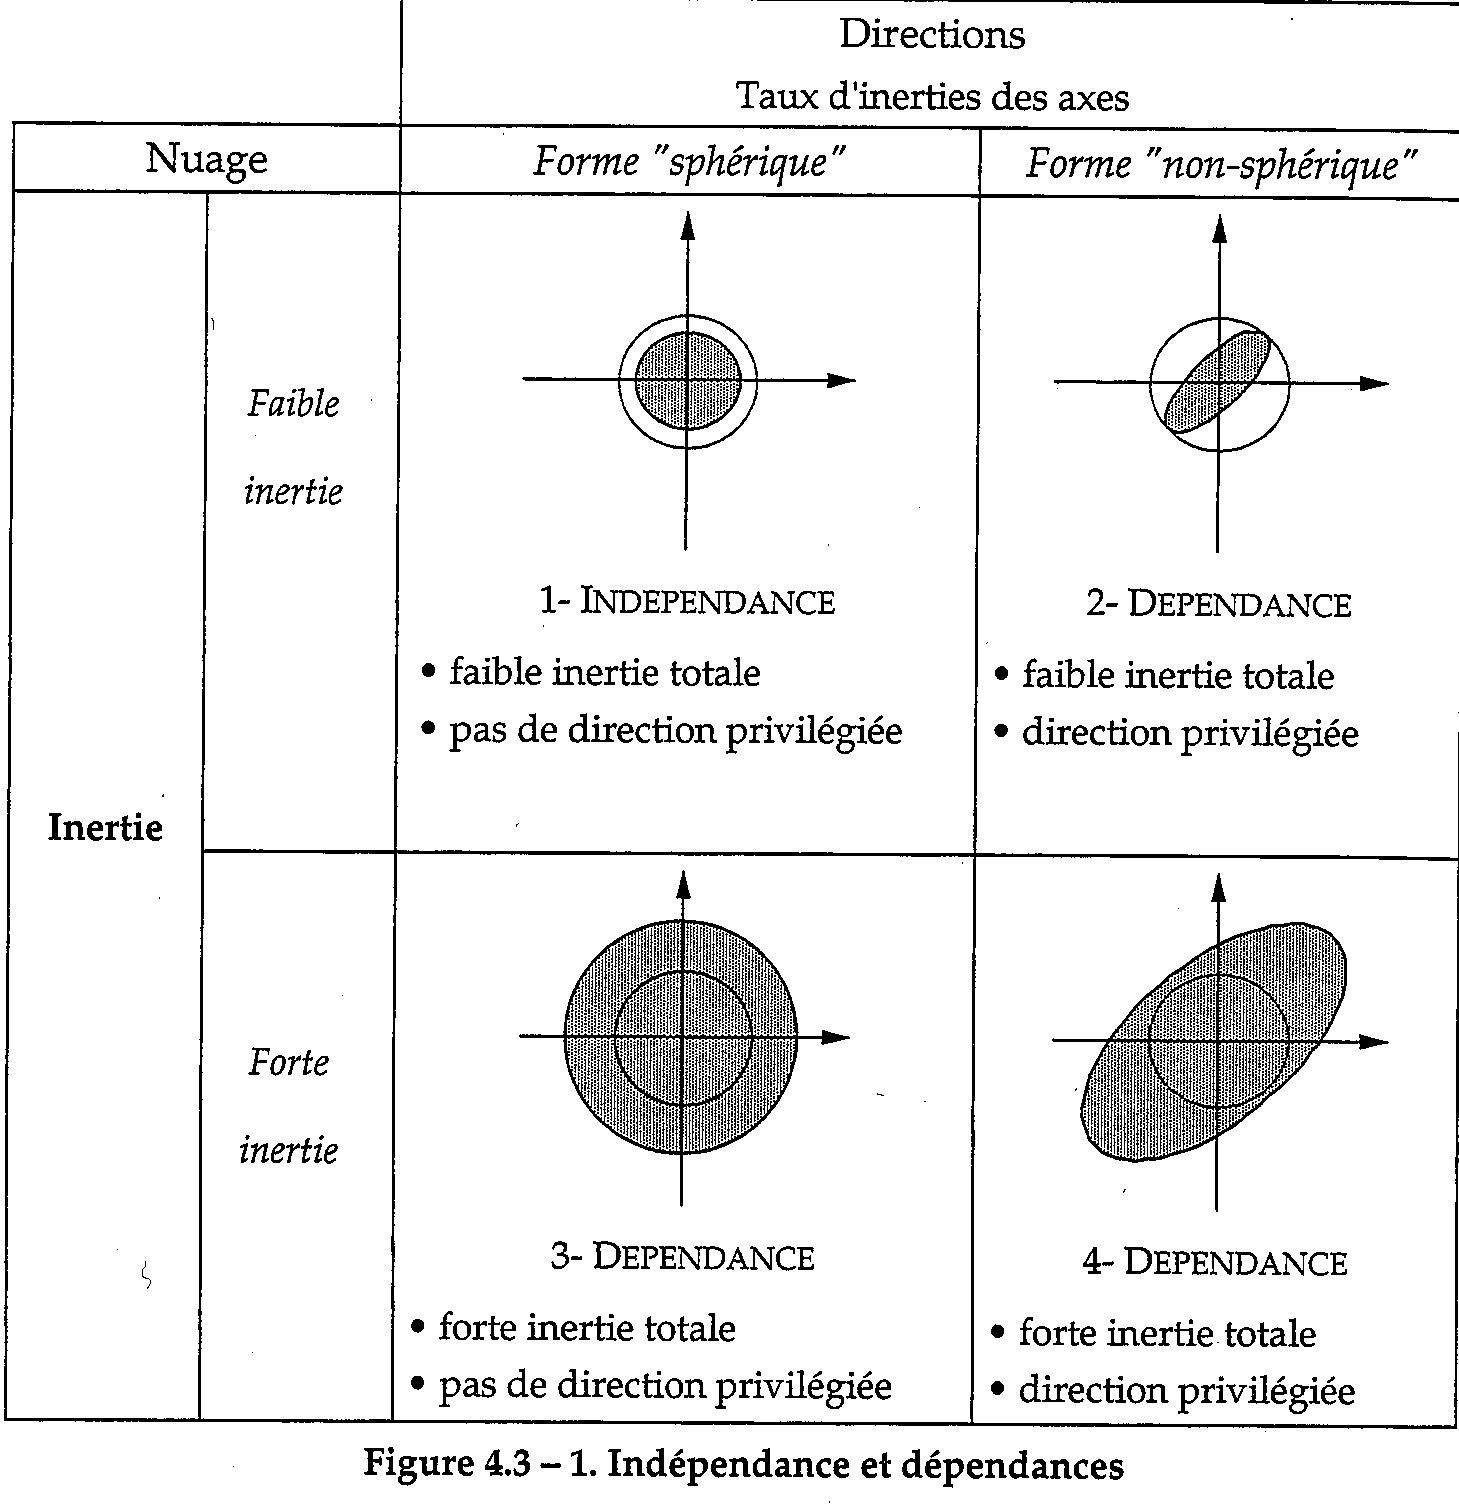 Directions
Taux d'inerties des axes
Nuage
Forme "sphérique"
Forme "non-sphérique"
Inertie
Faible
inertie
1- INDEPENDANCE
• faible inertie totale
• pas de direction privilégiée
2- DEPENDANCE
• faible inertie totale
• direction privilégiée
Forte
inertie
3- DEPENDANCE
• forte inertie totale
• pas de direction privilégiée
4- DEPENDANCE
• forte inertie totale
• direction privilégiée
Figure 4.3 – 1. Indépendance et dépendances